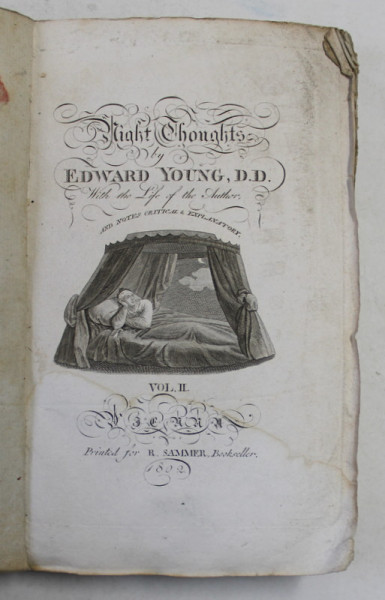 Night Thoughts
by
EDWARD YOUNG, D.D.
With the Life of the Author.
AND NOTES CRITICAL & EXPLANATORY.
VOL. II.
VIENNA
Printed for R. SAMMER, Bookseller.
1802